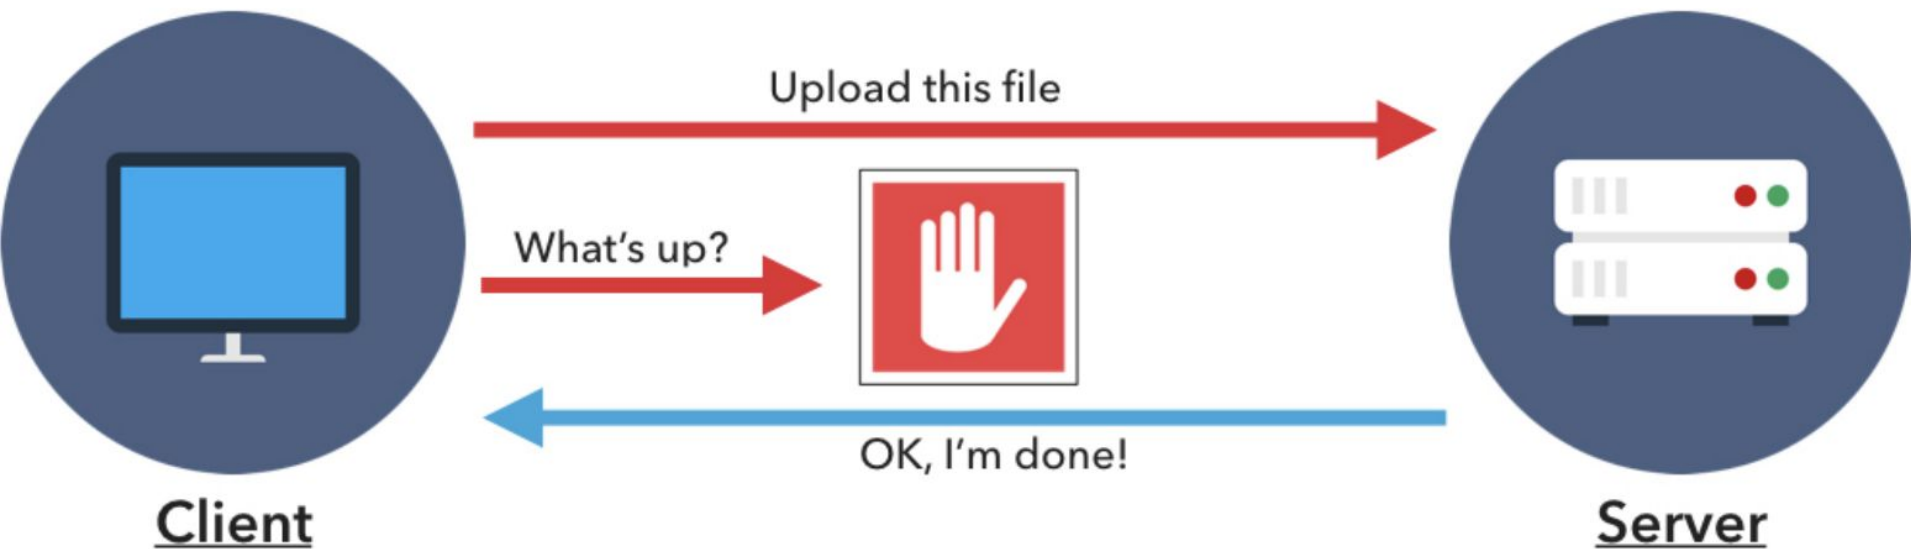 Upload this file
What's up?
OK, I'm done!
Client
Server